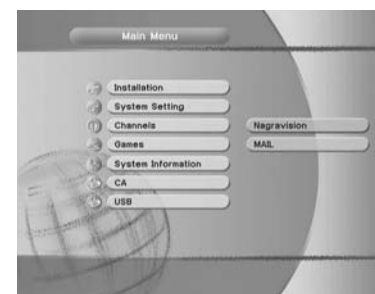 Main Menu
Installation
System Setting
Channels
Games
System Information
CA
USB
Nagravision
MAIL